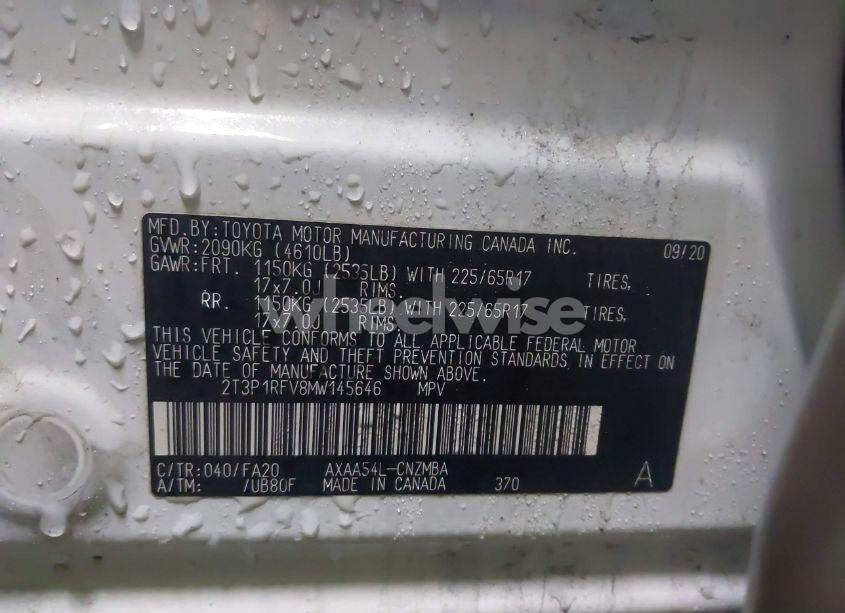 MFD.BY:TOYOTA MOTOR MANUFACTURING CANADA INC. 09/20
GVWR:2090KG (4610LB)
GAWR:FRT. 1150KG (2535LB) WITH 225/65R17 TIRES,
17x7.0J RIMS
RR. 1150KG (2535LB) WITH 225/65R17 TIRES,
17x7.0J RIMS
wheelwise
THIS VEHICLE CONFORMS TO ALL APPLICABLE FEDERAL MOTOR
VEHICLE SAFETY AND THEFT PREVENTION STANDARDS IN EFFECT ON
THE DATE OF MANUFACTURE SHOWN ABOVE.
2T3P1RFV8MW145646 MPV
C/TR:040/FA20 AXAA54L-CNZMBA
A/TM: /UB80F MADE IN CANADA 370 A